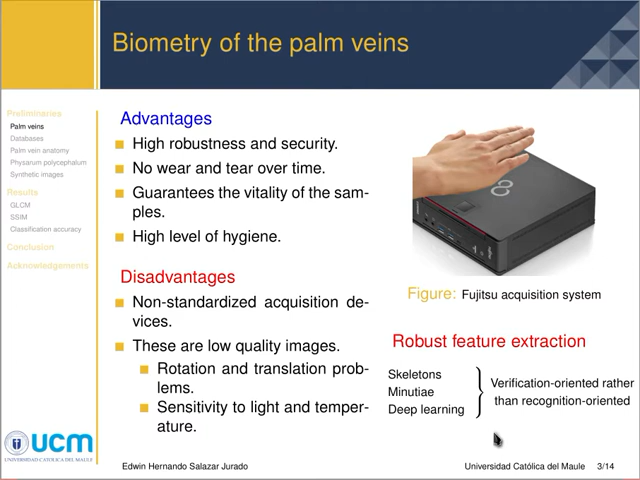 Biometry of the palm veins
Preliminaries
Palm veins
Databases
Palm vein anatomy
Physarum polycephalum
Synthetic images
Results
GLCM
SSIM
Classification accuracy
Conclusion
Acknowledgements
Advantages
High robustness and security.
No wear and tear over time.
Guarantees the vitality of the sam-
ples.
High level of hygiene.
Disadvantages
Non-standardized acquisition de-
vices.
These are low quality images.
Rotation and translation prob-
lems.
Sensitivity to light and temper-
ature.
Figure: Fujitsu acquisition system
Robust feature extraction
Skeletons
Minutiae
Deep learning
Verification-oriented rather
than recognition-oriented
ucm
UNIVERSIDAD CATÓLICA DEL MAULE
Edwin Hernando Salazar Jurado
Universidad Católica del Maule
3/14